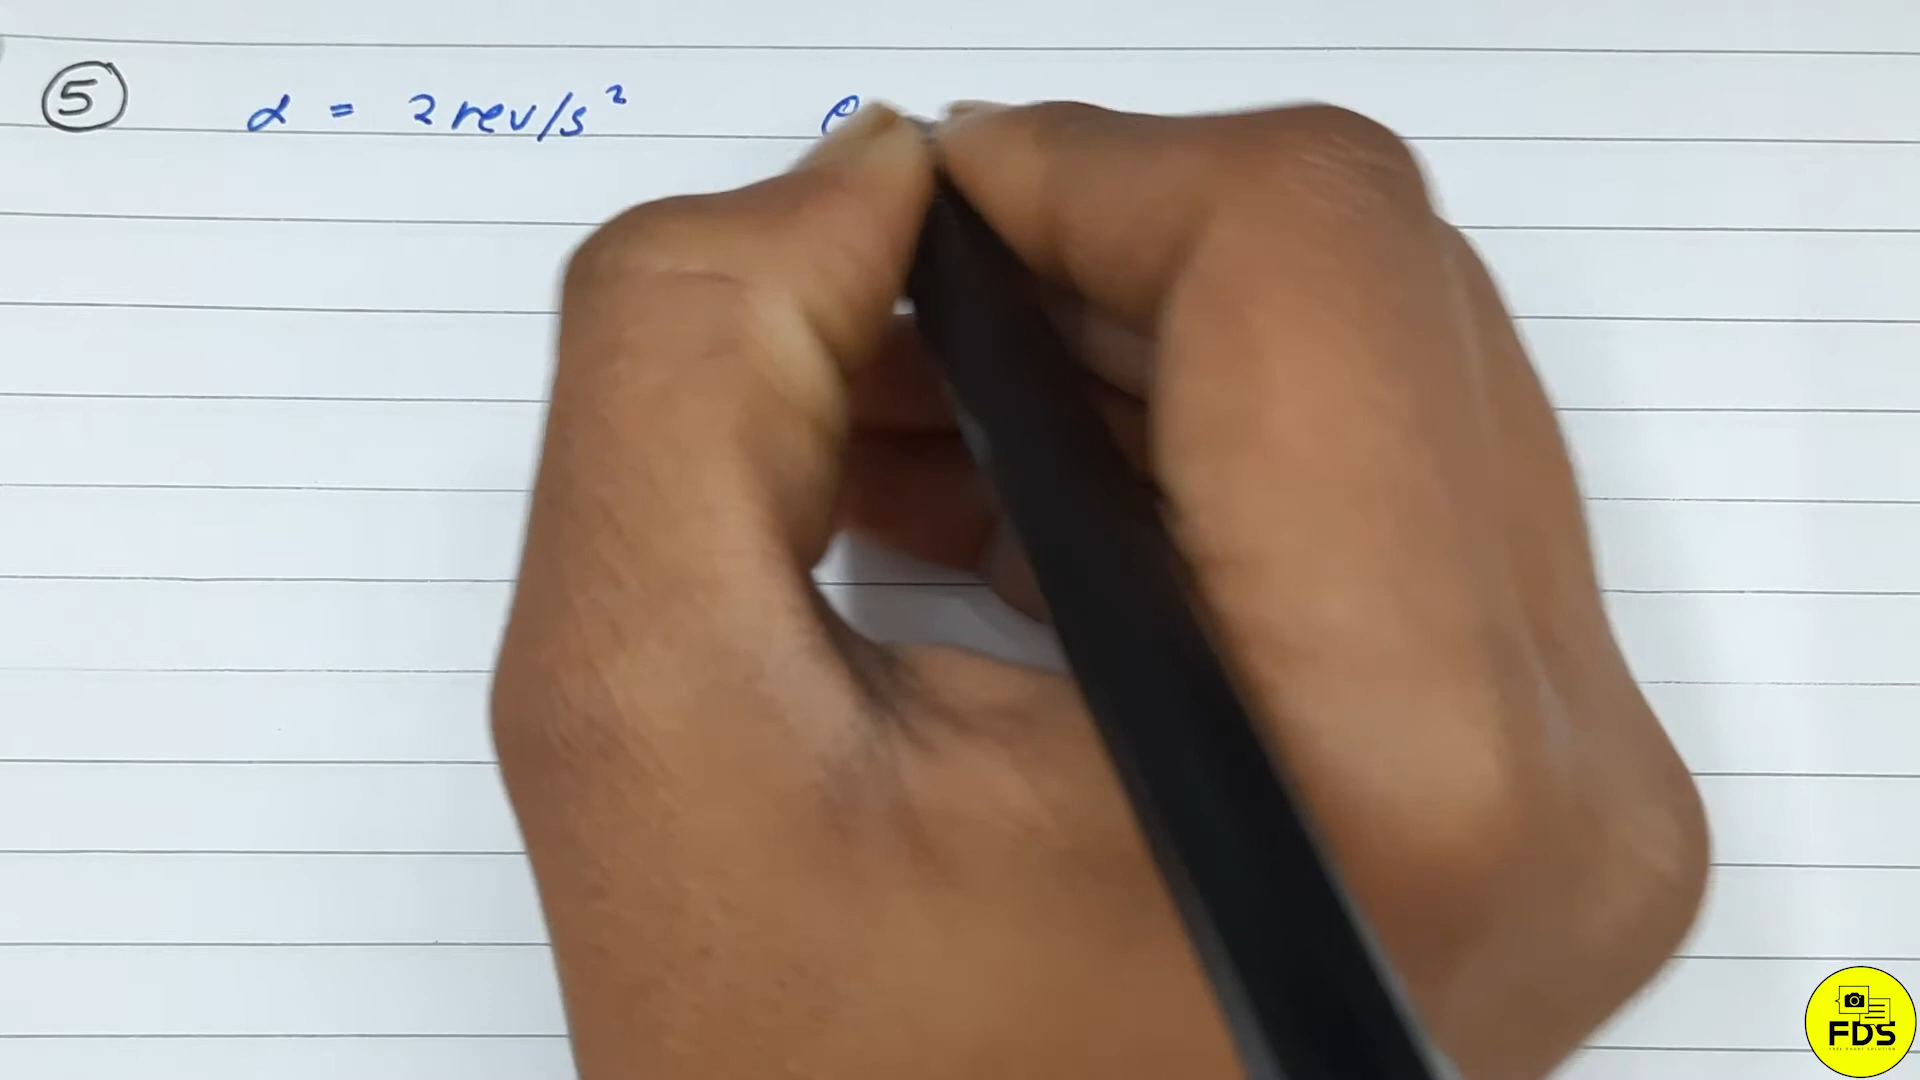 5 α = 2 rev/s²
FDS